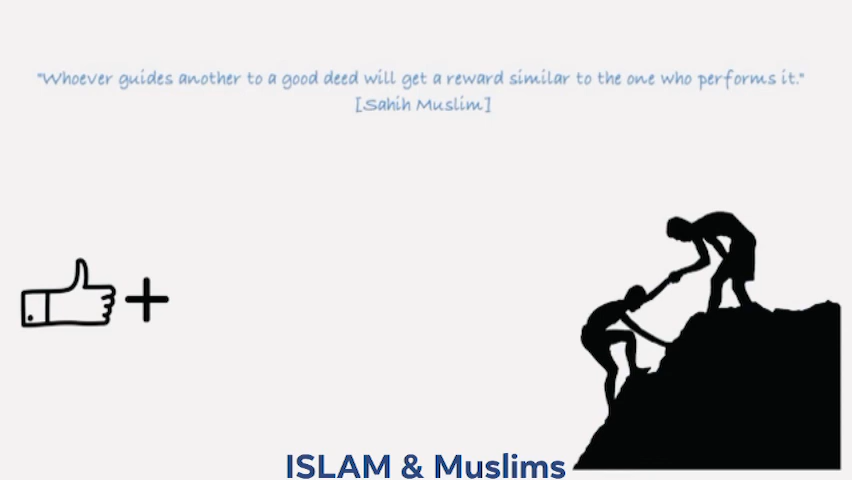 "Whoever guides another to a good deed will get a reward similar to the one who performs it."
[Sahih Muslim]
ISLAM & Muslims